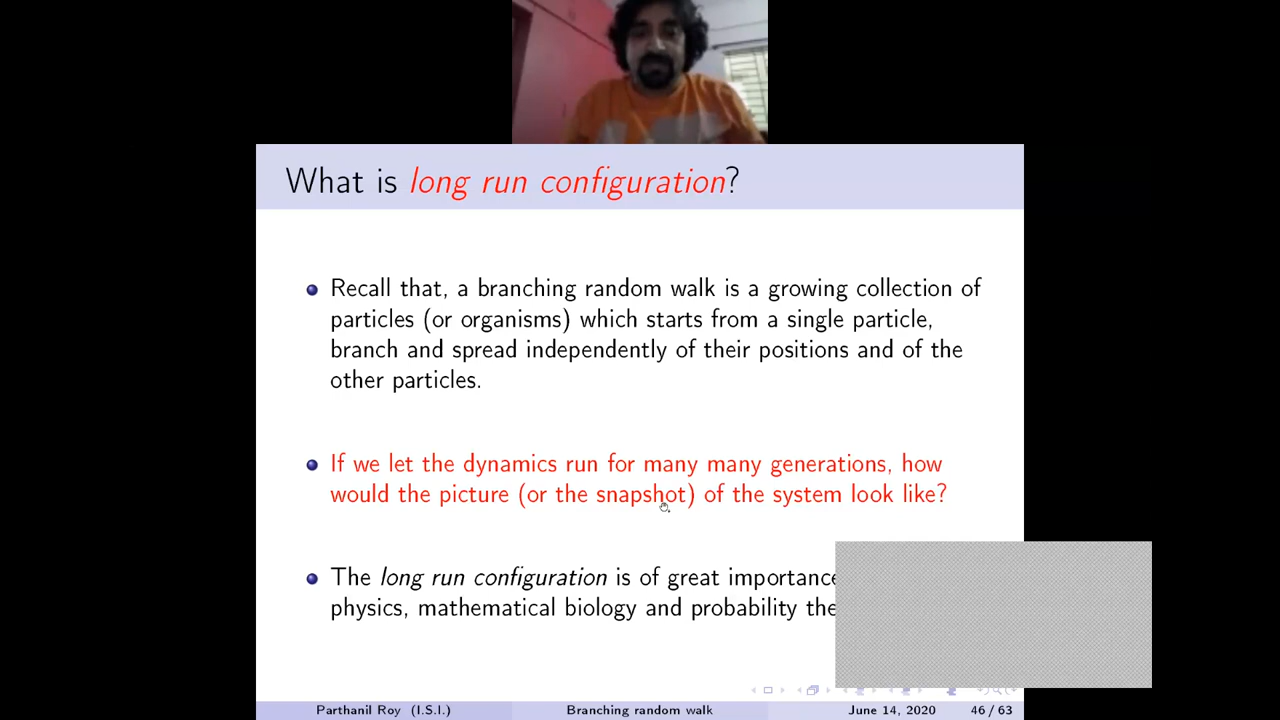 What is long run configuration?
Recall that, a branching random walk is a growing collection of
particles (or organisms) which starts from a single particle,
branch and spread independently of their positions and of the
other particles.
If we let the dynamics run for many many generations, how
would the picture (or the snapshot) of the system look like?
The long run configuration is of great importance
physics, mathematical biology and probability
Parthanil Roy (I.S.I.) Branching random walk June 14, 2020 46 / 63